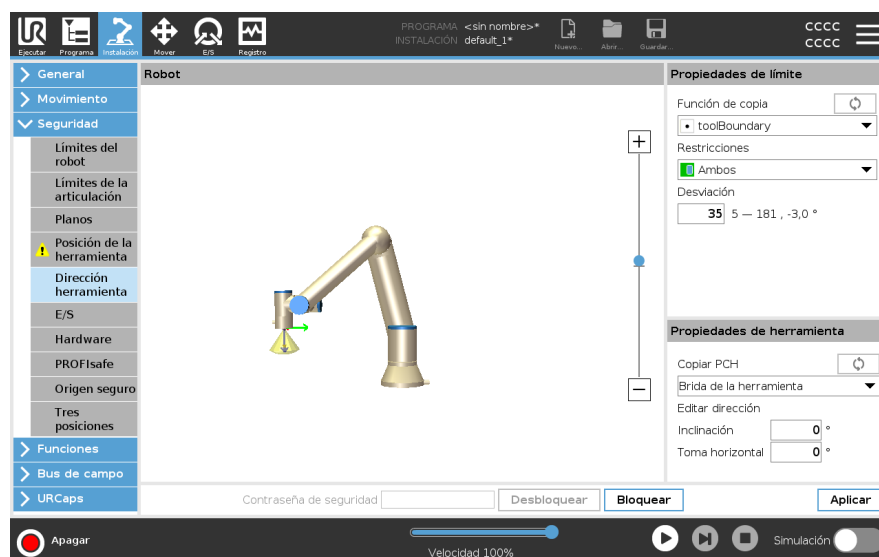 UR
Ejecutar
Programa
Instalación
Mover
E/S
Registro
PROGRAMA <sin nombre>*
INSTALACIÓN default_1*
Nuevo...
Abrir...
Guardar...
cccc
cccc
General
Movimiento
Seguridad
Límites del
robot
Límites de la
articulación
Planos
Posición de la
herramienta
Dirección
herramienta
E/S
Hardware
PROFIsafe
Origen seguro
Tres
posiciones
Funciones
Bus de campo
URCaps
Robot
Propiedades de límite
Función de copia
toolBoundary
Restricciones
Ambos
Desviación
35 5 — 181 , -3,0 °
Propiedades de herramienta
Copiar PCH
Brida de la herramienta
Editar dirección
Inclinación 0 °
Toma horizontal 0 °
Contraseña de seguridad Desbloquear Bloquear Aplicar
Apagar
Velocidad 100%
Simulación